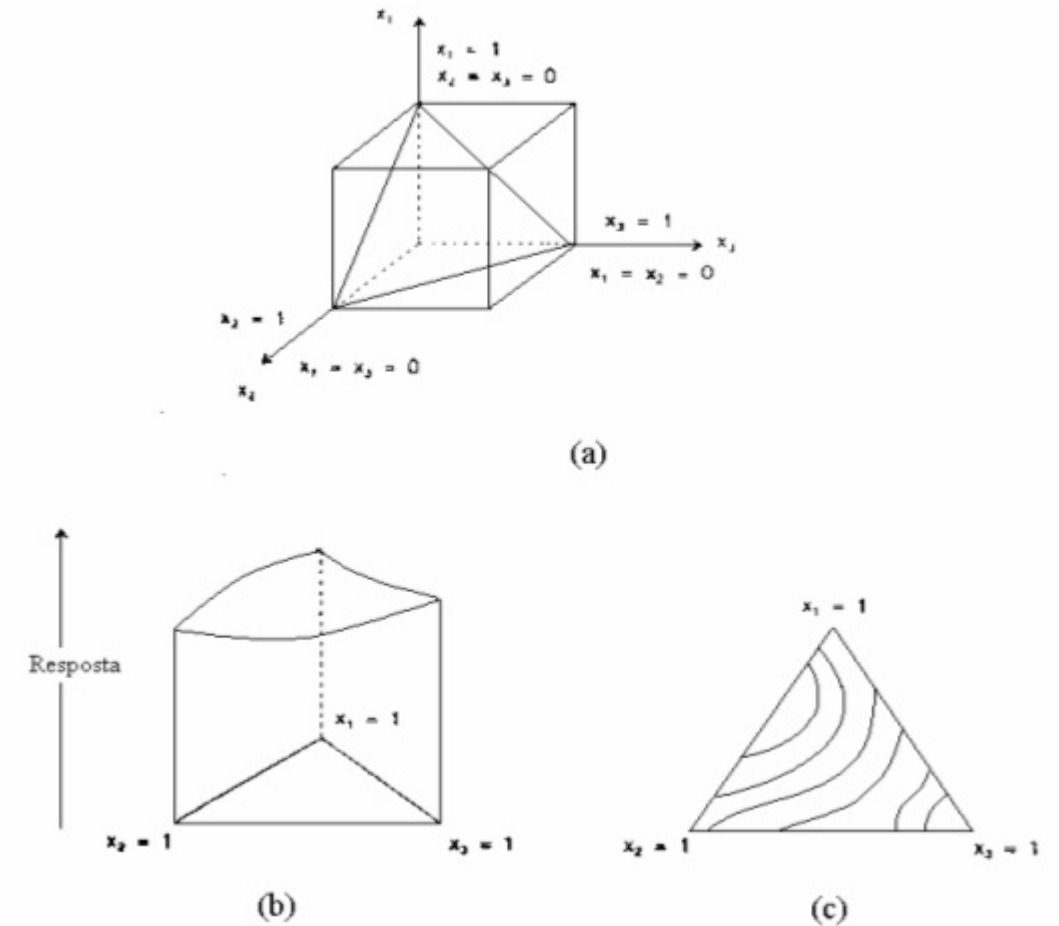 x₁
x₁ = 1
x₂ = x₃ = 0
x₃ = 1
x₃
x₁ = x₂ = 0
x₂ = 1
x₁ = x₃ = 0
x₂
(a)
Resposta
x₁ = 1
x₂ = 1
x₃ = 1
(b)
x₁ = 1
x₂ = 1
x₃ = 1
(c)